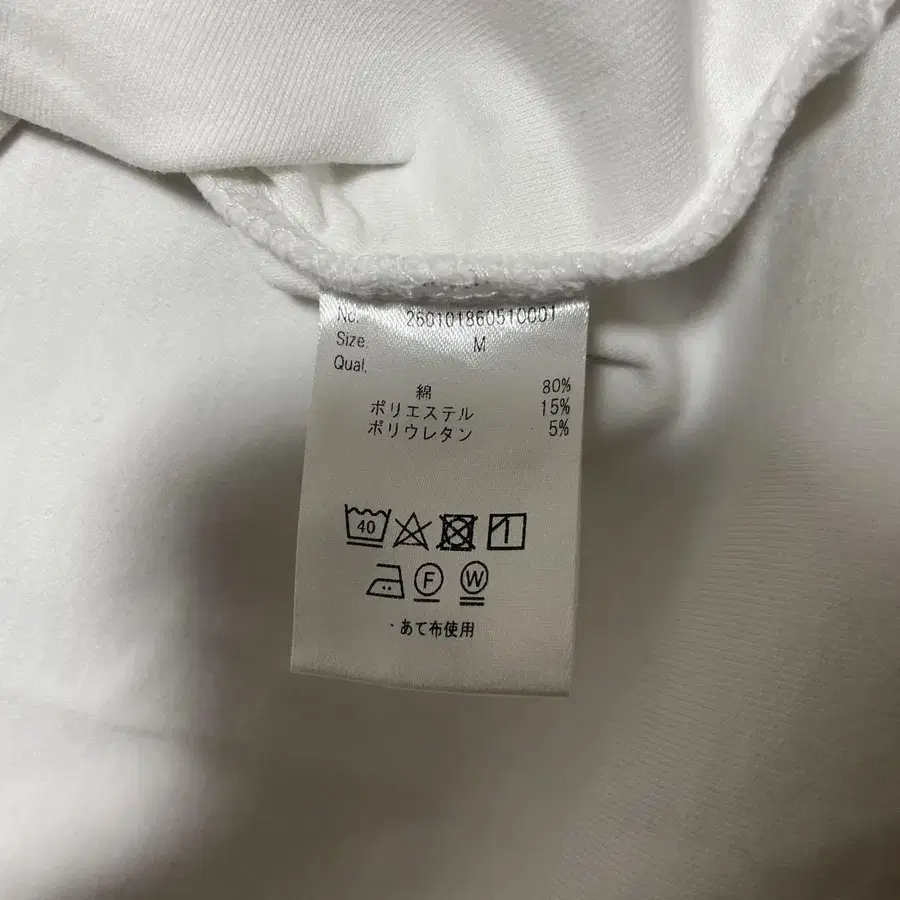 No. 260101860510001
Size. M
Qual.
綿 80%
ポリエステル 15%
ポリウレタン 5%
40
F W
・あて布使用